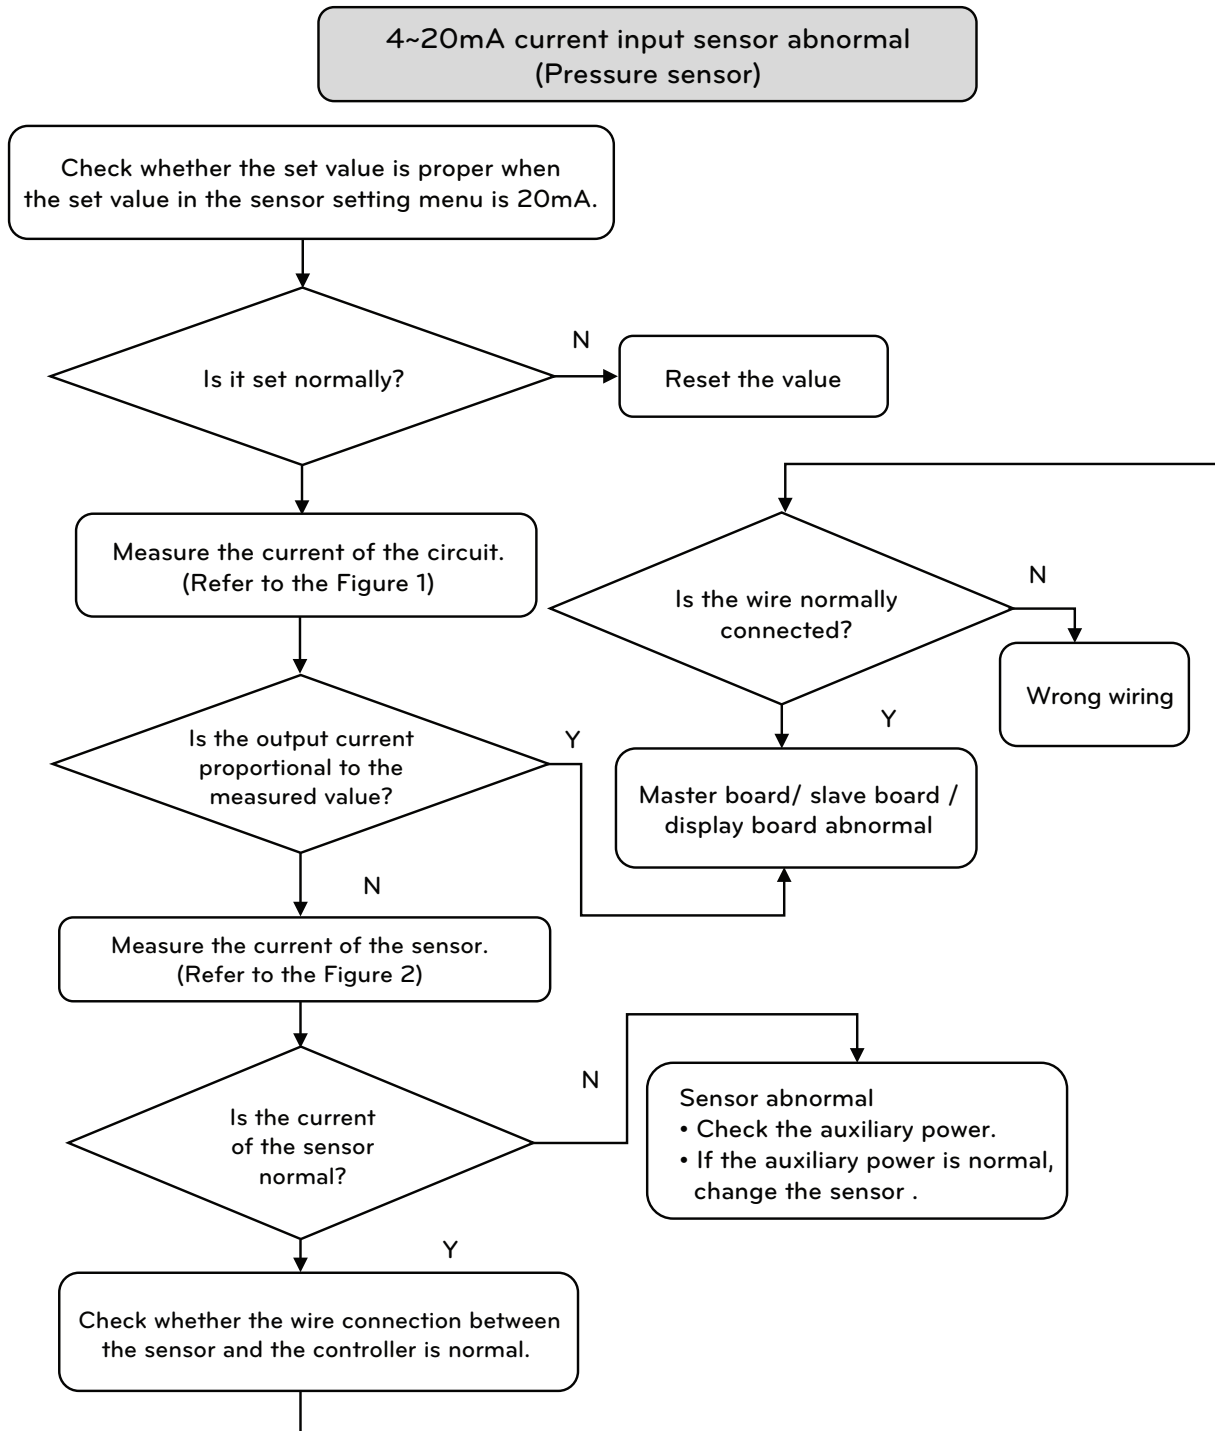 4~20mA current input sensor abnormal
(Pressure sensor)
Check whether the set value is proper when
the set value in the sensor setting menu is 20mA.
Is it set normally?
N
Reset the value
Measure the current of the circuit.
(Refer to the Figure 1)
Is the wire normally
connected?
N
Wrong wiring
Y
Master board/ slave board /
display board abnormal
Is the output current
proportional to the
measured value?
Y
N
Measure the current of the sensor.
(Refer to the Figure 2)
Is the current
of the sensor
normal?
N
Sensor abnormal
• Check the auxiliary power.
• If the auxiliary power is normal,
change the sensor .
Y
Check whether the wire connection between
the sensor and the controller is normal.